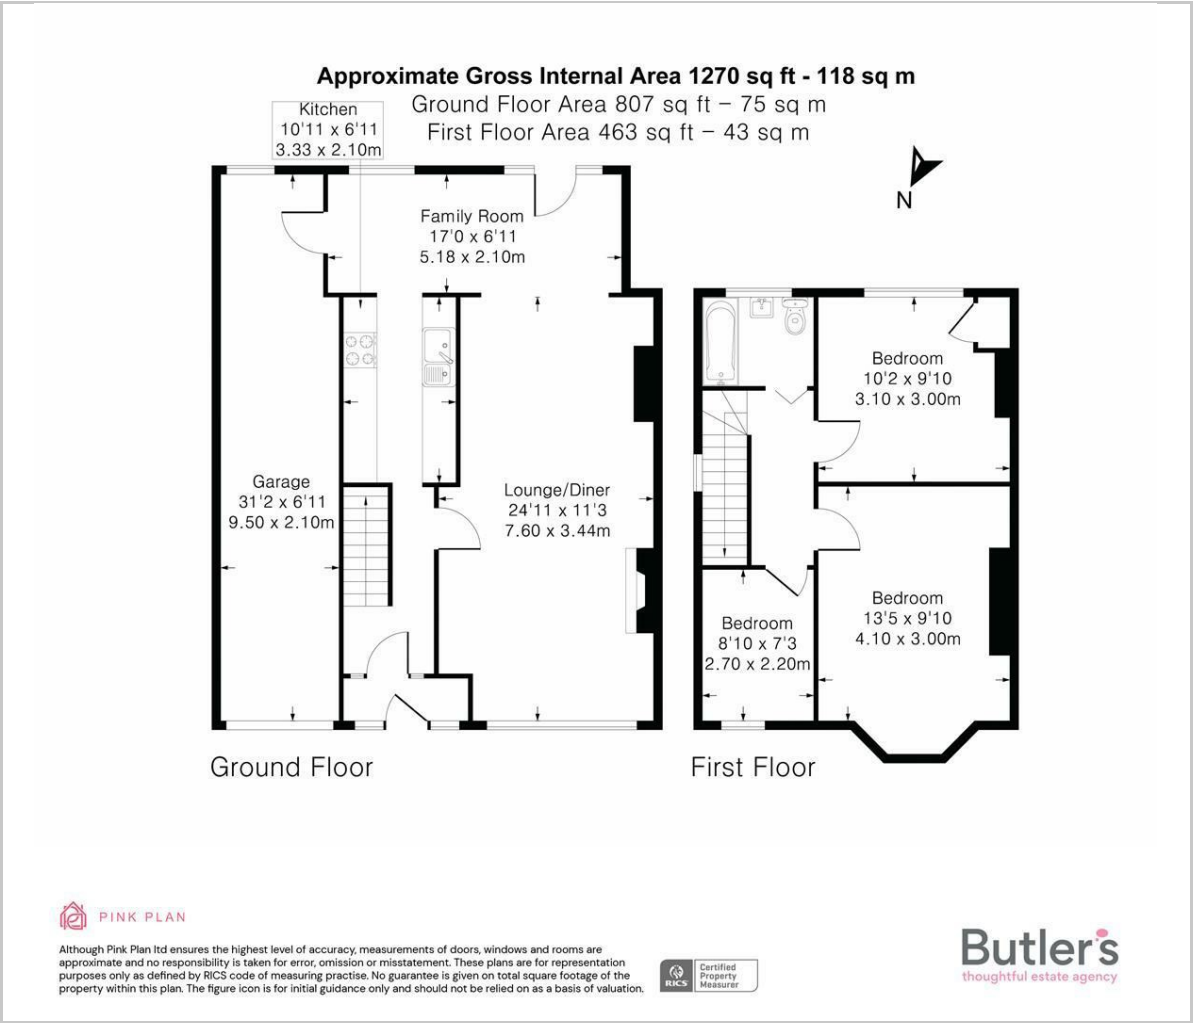 Approximate Gross Internal Area 1270 sq ft - 118 sq m
Ground Floor Area 807 sq ft – 75 sq m
First Floor Area 463 sq ft – 43 sq m
Kitchen
10'11 x 6'11
3.33 x 2.10m
N
Family Room
17'0 x 6'11
5.18 x 2.10m
Garage
31'2 x 6'11
9.50 x 2.10m
Lounge/Diner
24'11 x 11'3
7.60 x 3.44m
Bedroom
10'2 x 9'10
3.10 x 3.00m
Bedroom
13'5 x 9'10
4.10 x 3.00m
Bedroom
8'10 x 7'3
2.70 x 2.20m
Ground Floor
First Floor
PINK PLAN
Although Pink Plan ltd ensures the highest level of accuracy, measurements of doors, windows and rooms are
approximate and no responsibility is taken for error, omission or misstatement. These plans are for representation
purposes only as defined by RICS code of measuring practise. No guarantee is given on total square footage of the
property within this plan. The figure icon is for initial guidance only and should not be relied on as a basis of valuation.
RICS
Certified
Property
Measurer
Butler's
thoughtful estate agency